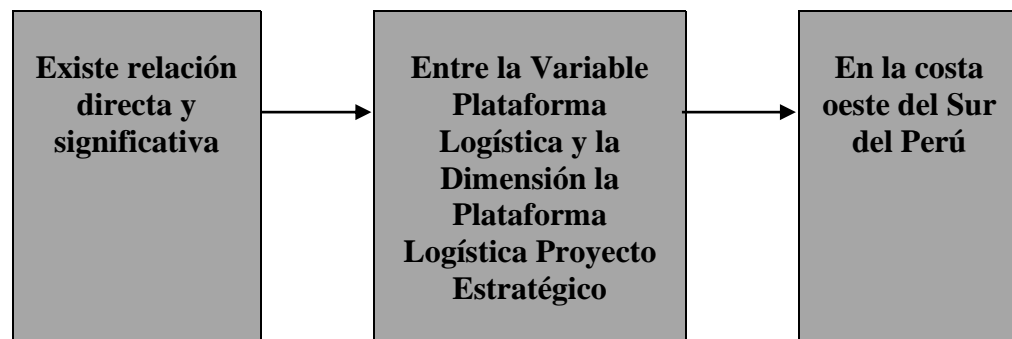 Existe relación
directa y
significativa
Entre la Variable
Plataforma
Logística y la
Dimensión la
Plataforma
Logística Proyecto
Estratégico
En la costa
oeste del Sur
del Perú